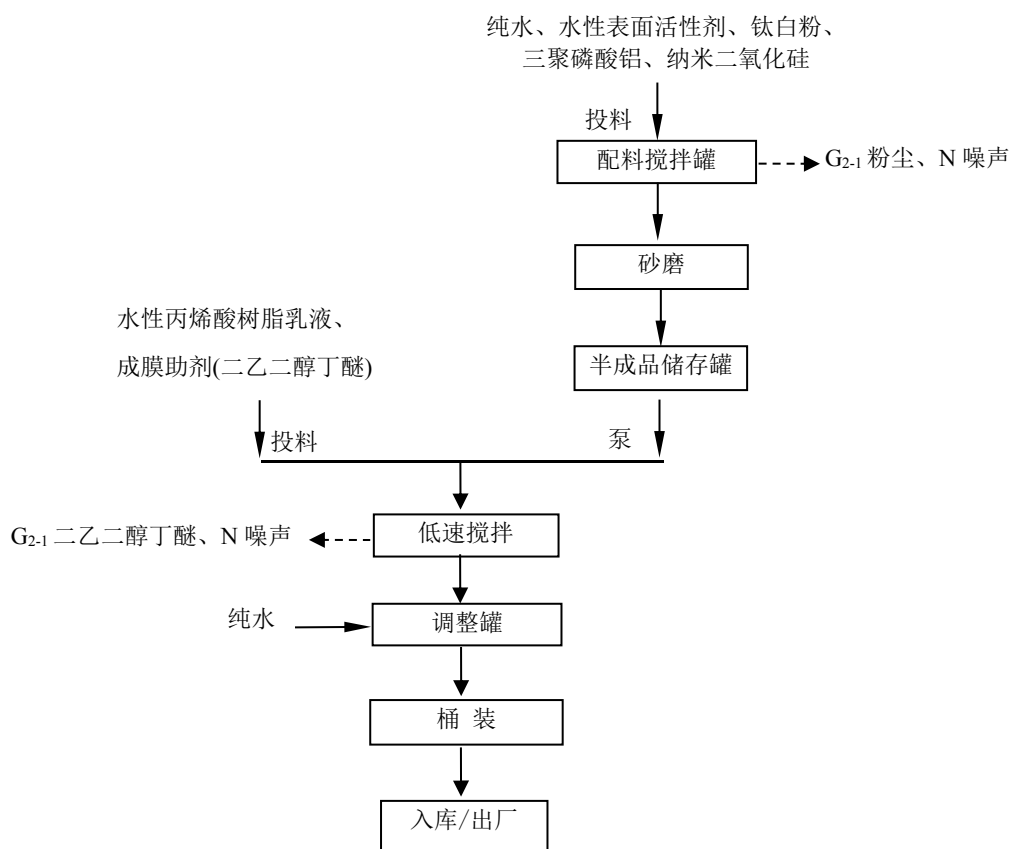 纯水、水性表面活性剂、钛白粉、
三聚磷酸铝、纳米二氧化硅
投料
配料搅拌罐
G2-1 粉尘、N 噪声
砂磨
水性丙烯酸树脂乳液、
成膜助剂(二乙二醇丁醚)
半成品储存罐
投料
泵
G2-1 二乙二醇丁醚、N 噪声
低速搅拌
纯水
调整罐
桶 装
入库/出厂